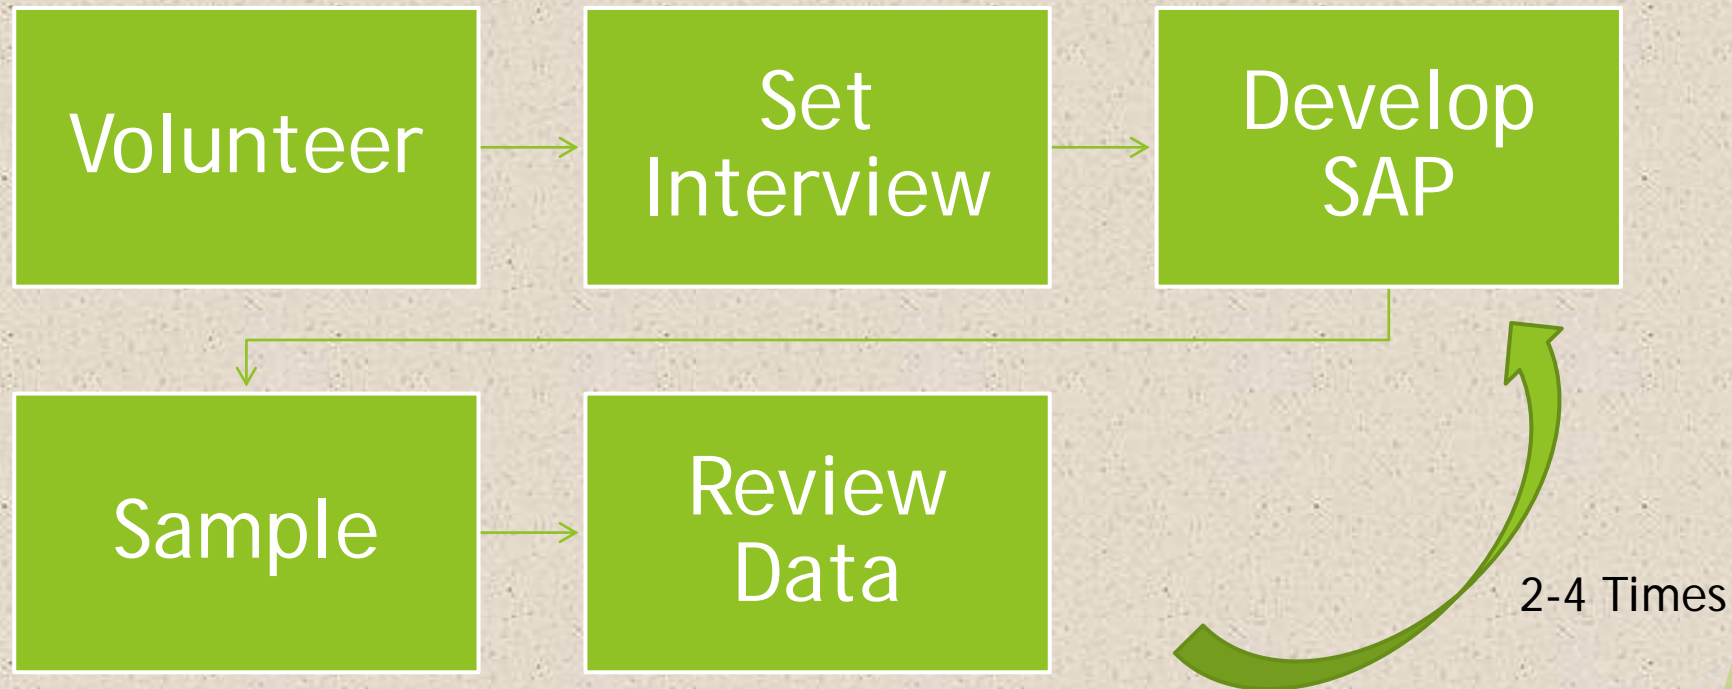 Volunteer
Set
Interview
Develop
SAP
Sample
Review
Data
2-4 Times